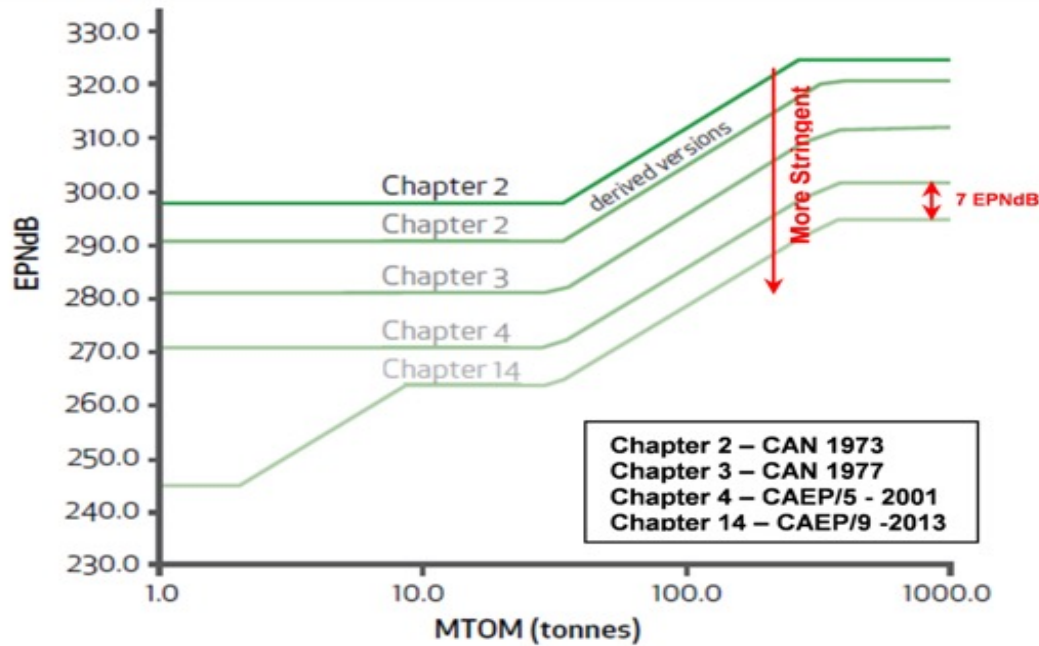 330.0
320.0
310.0
300.0
290.0
280.0
270.0
260.0
250.0
240.0
230.0
EPNdB
Chapter 2
Chapter 2
derived versions
Chapter 3
Chapter 4
Chapter 14
More Stringent
7 EPNdB
Chapter 2 – CAN 1973
Chapter 3 – CAN 1977
Chapter 4 – CAEP/5 - 2001
Chapter 14 – CAEP/9 -2013
1.0
10.0
100.0
1000.0
MTOM (tonnes)